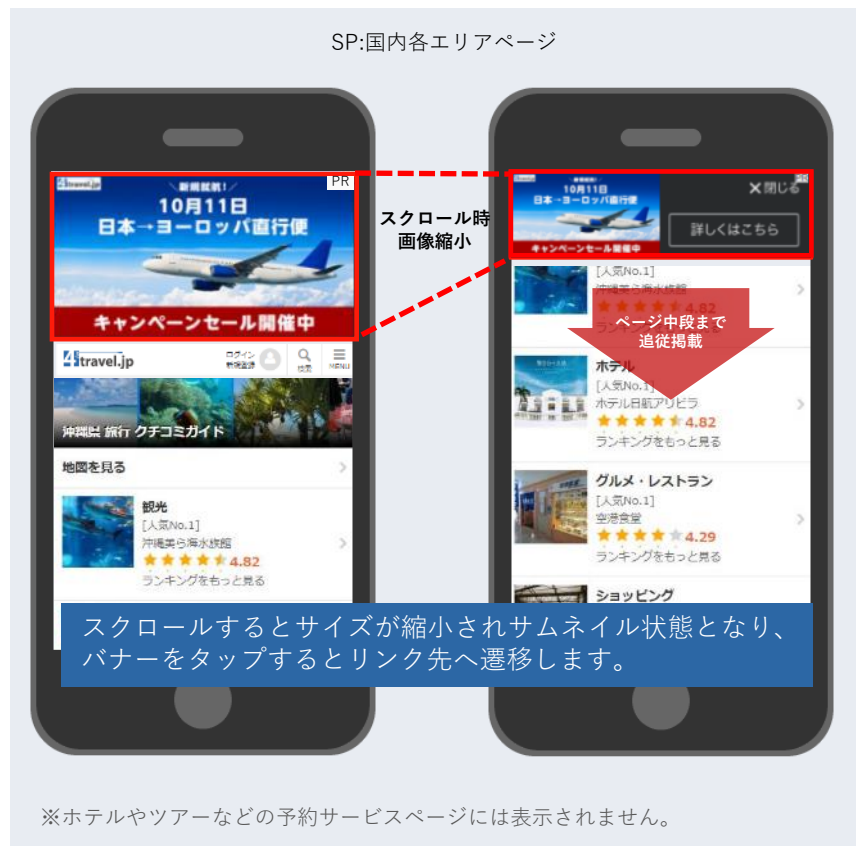 SP:国内各エリアページ
4travel.jp
PR
＼新規就航!／
10月11日
日本→ヨーロッパ直行便
キャンペーンセール開催中
4travel.jp
ログイン
新規登録
検索
MENU
沖縄県 旅行 クチコミガイド
地図を見る
観光
[人気No.1]
沖縄美ら海水族館
4.82
ランキングをもっと見る
スクロール時
画像縮小
4travel.jp
PR
＼新規就航!／
10月11日
日本→ヨーロッパ直行便
キャンペーンセール開催中
✕閉じる
詳しくはこちら
[人気No.1]
沖縄美ら海水族館
4.82
ページ中段まで
追従掲載
ホテル
[人気No.1]
ホテル日航アリビラ
4.82
ランキングをもっと見る
グルメ・レストラン
[人気No.1]
空港食堂
4.29
ランキングをもっと見る
ショッピング
スクロールするとサイズが縮小されサムネイル状態となり、
バナーをタップするとリンク先へ遷移します。
※ホテルやツアーなどの予約サービスページには表示されません。